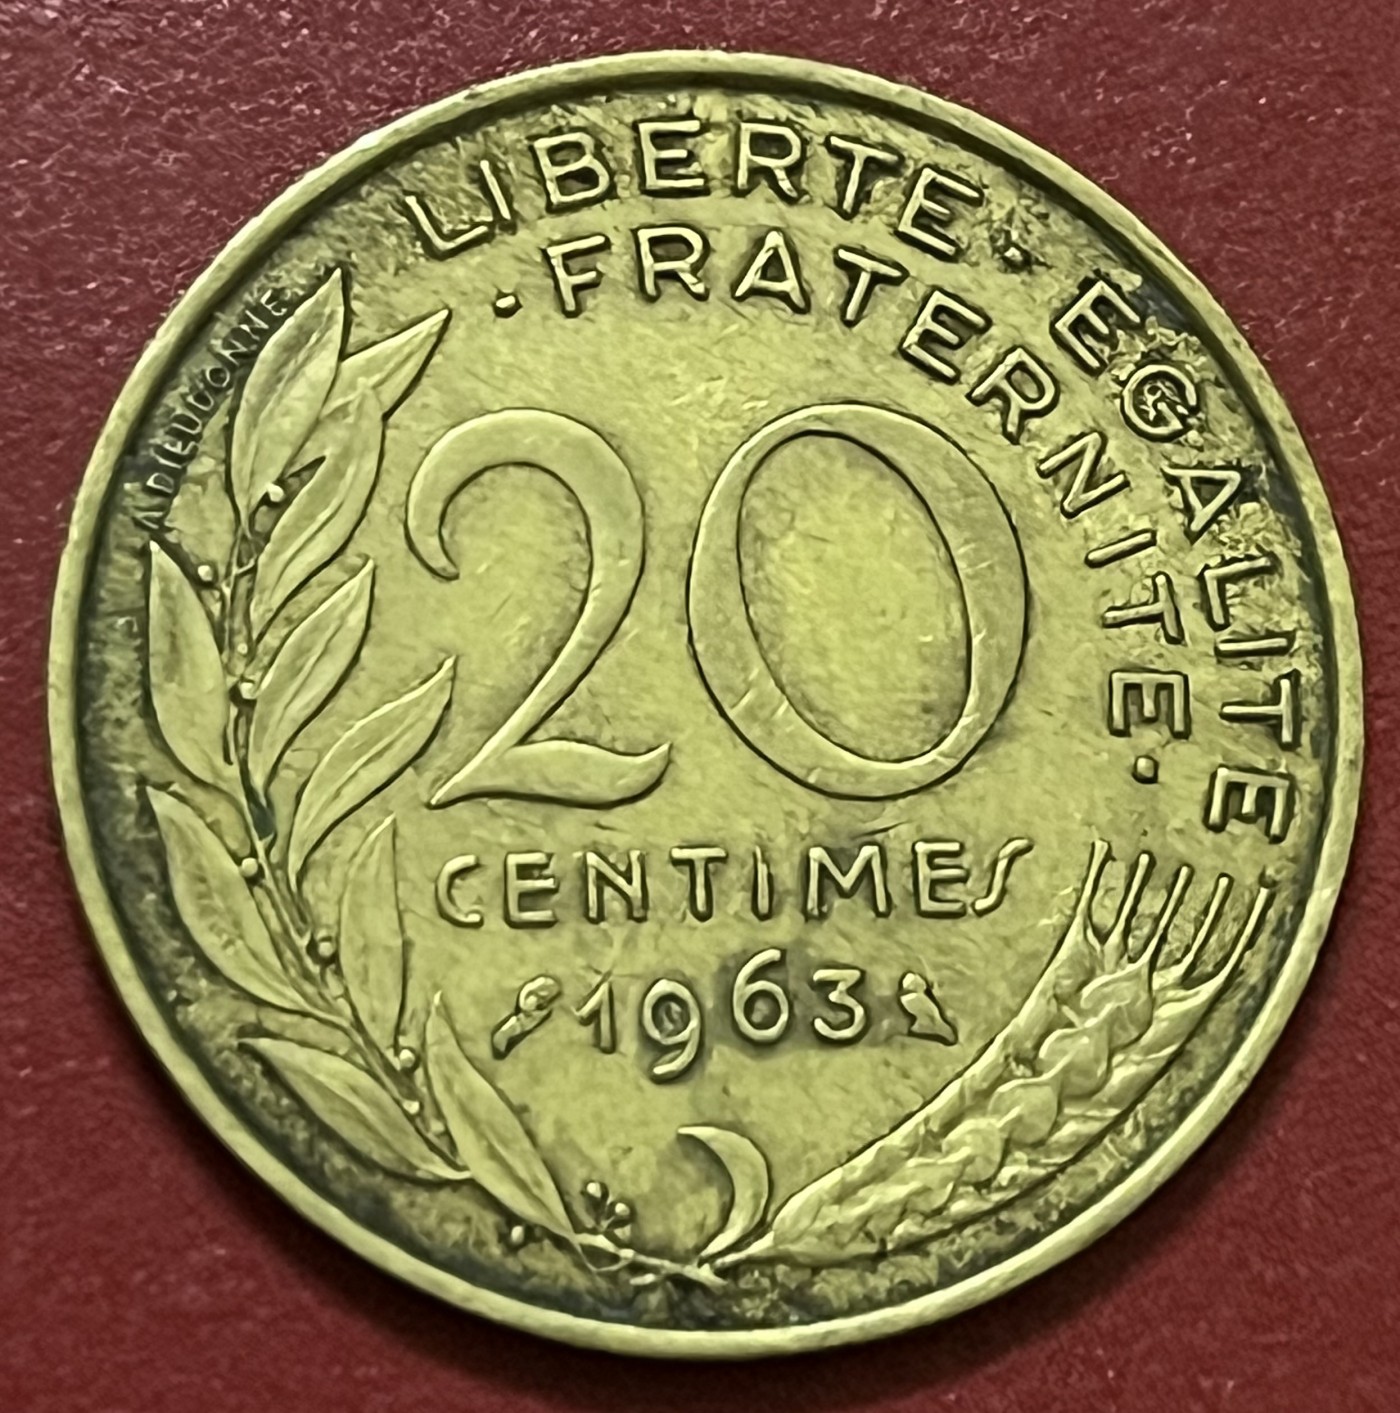 LIBERTE · EGALITE
· FRATERNITE ·
A.DIEUDONNE.
20
CENTIMES
1963